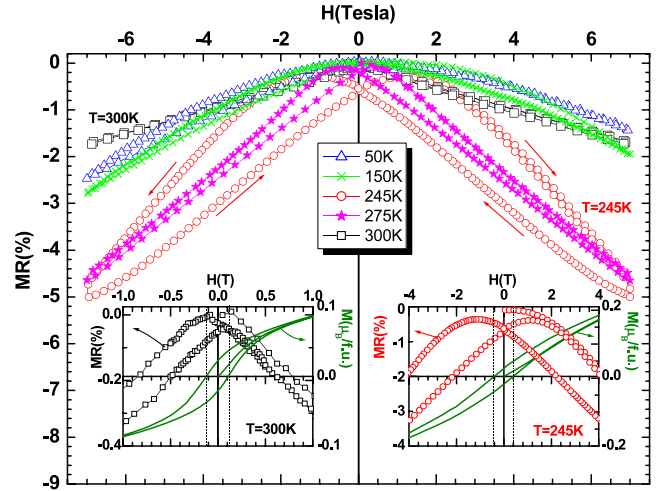 H(Tesla)
-6 -4 -2 0 2 4 6
0
-1
-2
-3
-4
-5
-6
-7
-8
-9
MR(%)
T=300K
T=245K
50K
150K
245K
275K
300K
H(T)
-1.0 -0.5 0.0 0.5 1.0
0.0
-0.2
-0.4
MR(%)
0.1
0.0
-0.1
M(μB/f.u.)
T=300K
H(T)
-4 -2 0 2 4
0
-1
-2
-3
-4
MR(%)
0.2
0.0
-0.2
M(μB/f.u.)
T=245K